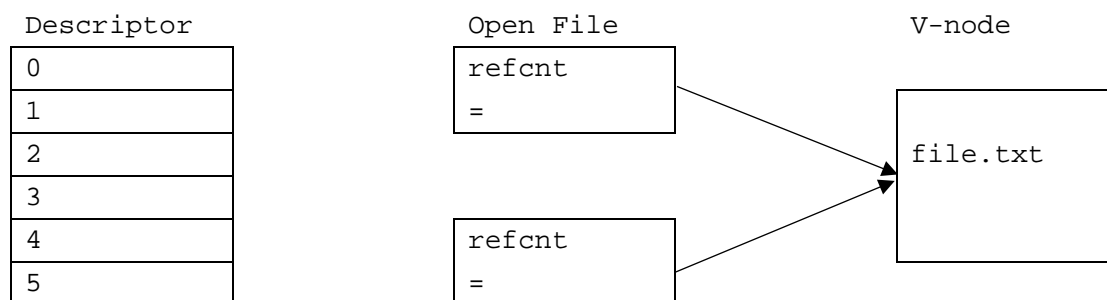 Descriptor
Open File
V-node
0
1
2
3
4
5
refcnt
=
refcnt
=
file.txt